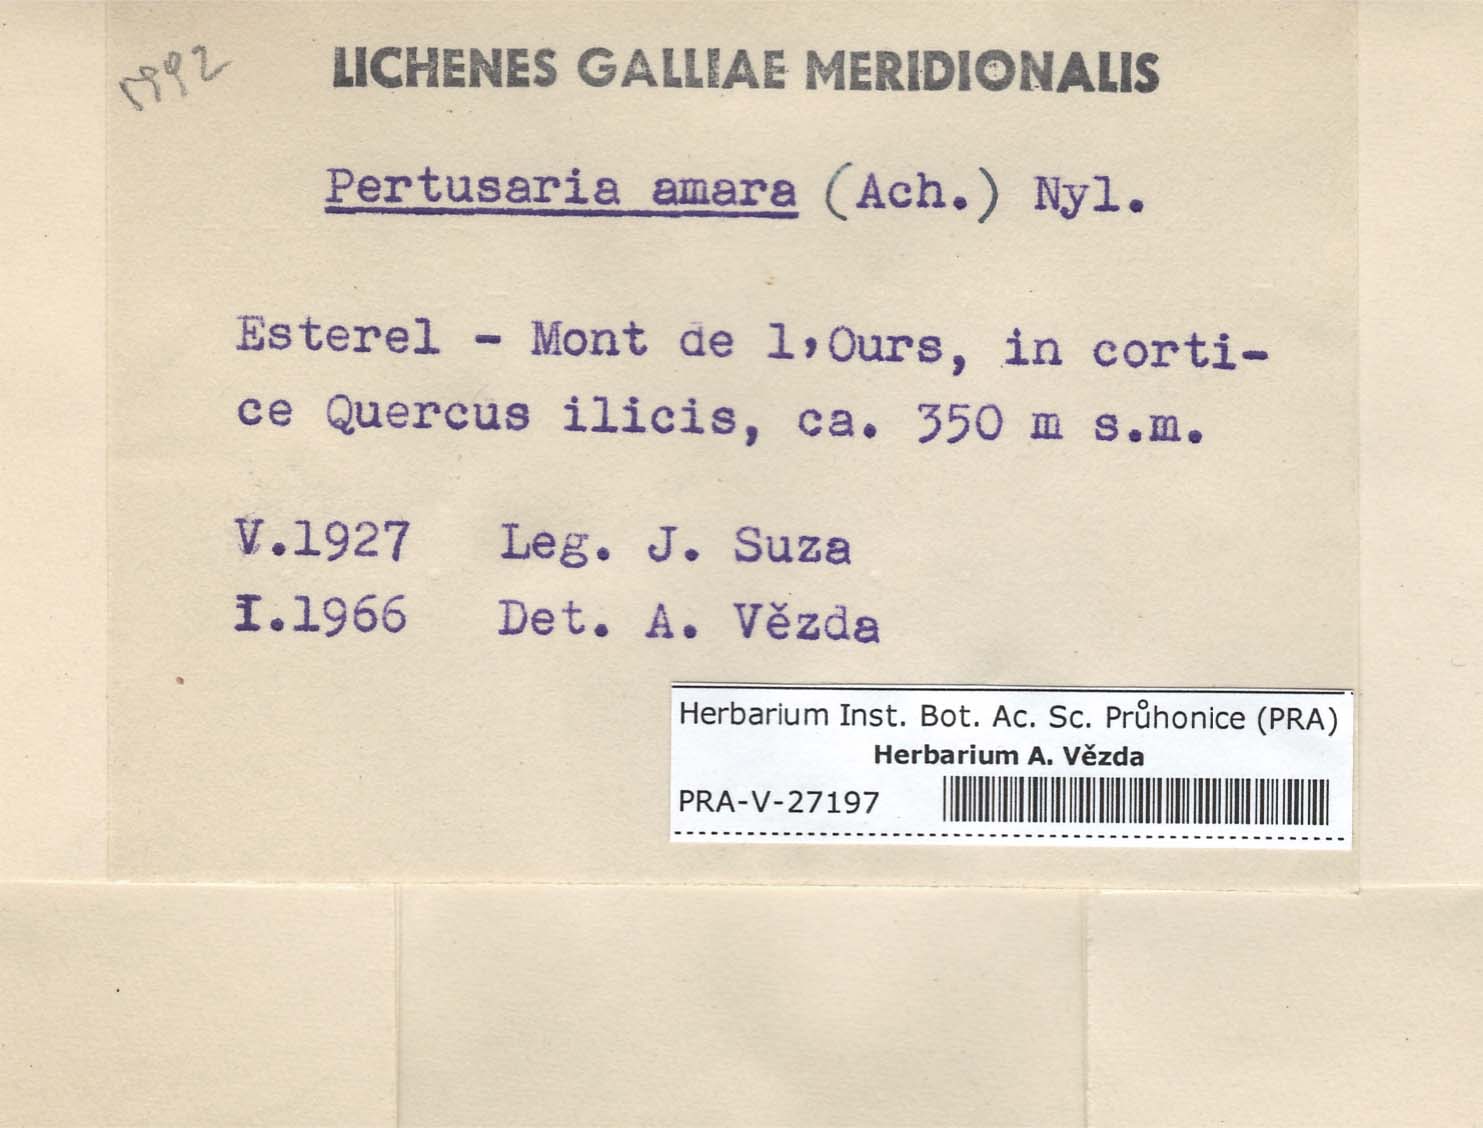 LICHENES GALLIAE MERIDIONALIS
Pertusaria amara (Ach.) Nyl.
Esterel - Mont de l'Ours, in corti-
ce Quercus ilicis, ca. 350 m s.m.
V.1927 Leg. J. Suza
I.1966 Det. A. Vězda
Herbarium Inst. Bot. Ac. Sc. Průhonice (PRA)
Herbarium A. Vězda
PRA-V-27197